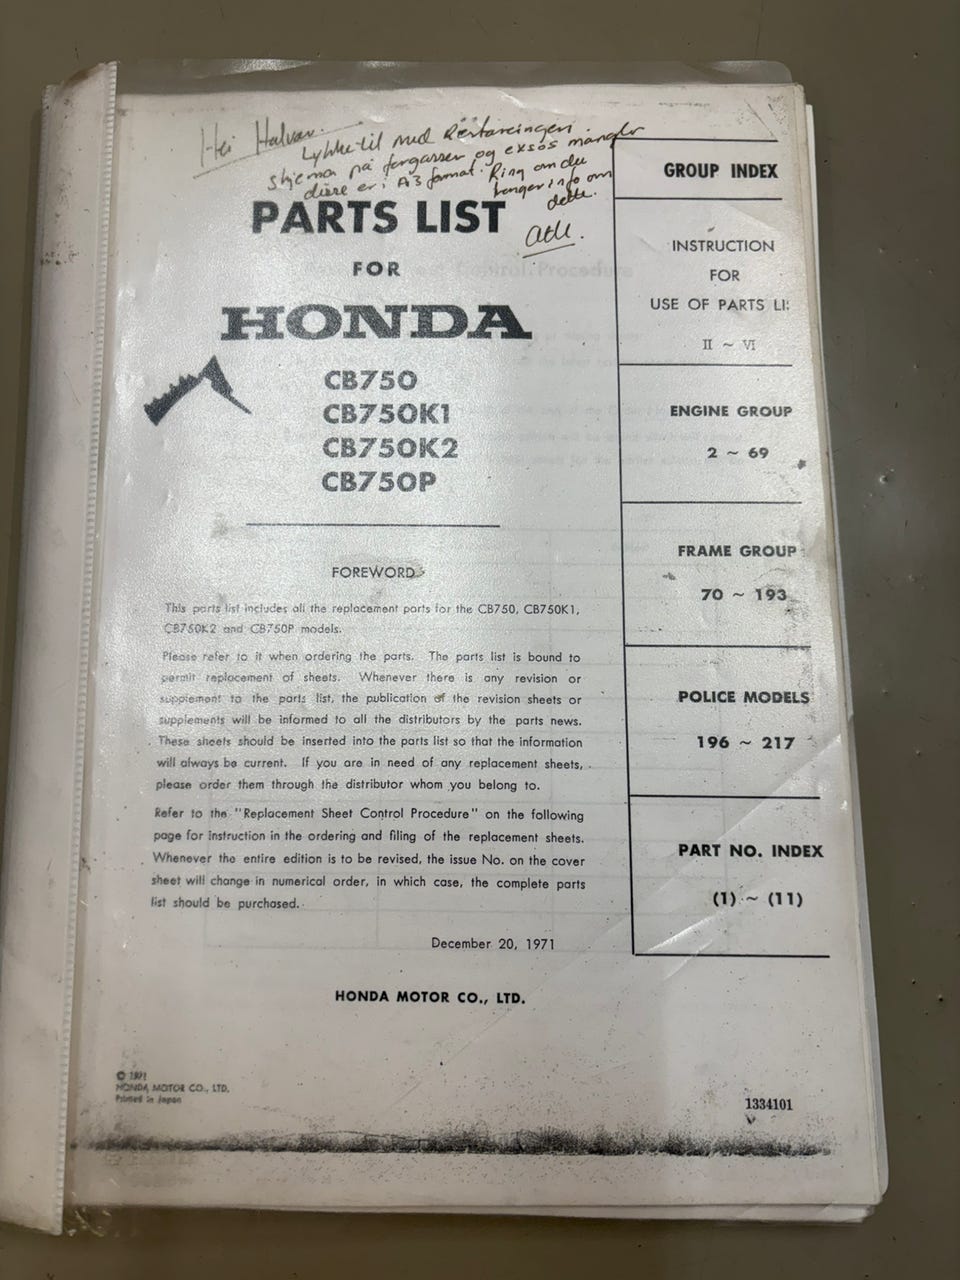 Hei Halvar.
Lykke til med Restaureringen
skjema på forgasser og eksos mangler
disse er i A3 format. Ring om du
trenger info om
dette.
Atle.
PARTS LIST
FOR
HONDA
CB750
CB750K1
CB750K2
CB750P
FOREWORD
This parts list includes all the replacement parts for the CB750, CB750K1,
CB750K2 and CB750P models.
Please refer to it when ordering the parts. The parts list is bound to
permit replacement of sheets. Whenever there is any revision or
supplement to the parts list, the publication of the revision sheets or
supplements will be informed to all the distributors by the parts news.
These sheets should be inserted into the parts list so that the information
will always be current. If you are in need of any replacement sheets,
please order them through the distributor whom you belong to.
Refer to the "Replacement Sheet Control Procedure" on the following
page for instruction in the ordering and filing of the replacement sheets.
Whenever the entire edition is to be revised, the issue No. on the cover
sheet will change in numerical order, in which case, the complete parts
list should be purchased.
December 20, 1971
HONDA MOTOR CO., LTD.
© 1971
HONDA MOTOR CO., LTD.
Printed in Japan
GROUP INDEX
INSTRUCTION
FOR
USE OF PARTS LI
II ~ VI
ENGINE GROUP
2 ~ 69
FRAME GROUP
70 ~ 193
POLICE MODELS
196 ~ 217
PART NO. INDEX
(1) ~ (11)
1334101